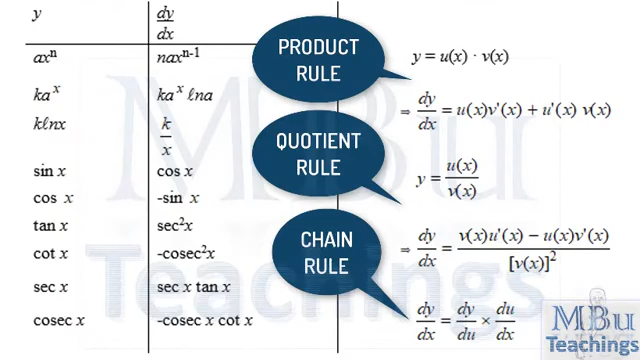 y
dy
dx
ax^n
nax^(n-1)
ka^x
ka^x ℓna
kℓnx
k
x
sin x
cos x
cos x
-sin x
tan x
sec²x
cot x
-cosec²x
sec x
sec x tan x
cosec x
-cosec x cot x
PRODUCT
RULE
y = u(x) · v(x)
⇒ dy/dx = u(x)v'(x) + u'(x) v(x)
QUOTIENT
RULE
y = u(x)/v(x)
⇒ dy/dx = (v(x)u'(x) − u(x)v'(x))/[v(x)]²
CHAIN
RULE
dy/dx = dy/du × du/dx
MBu
Teachings
MBu
Teachings